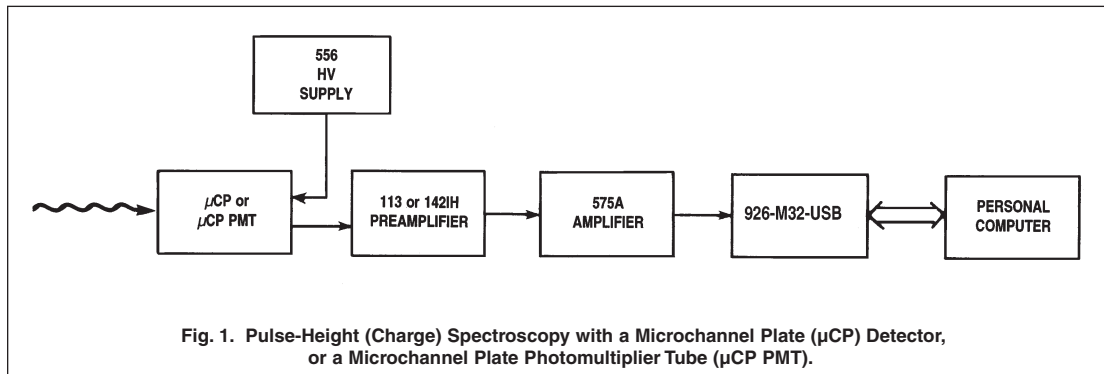 556
HV
SUPPLY
μCP or
μCP PMT
113 or 142IH
PREAMPLIFIER
575A
AMPLIFIER
926-M32-USB
PERSONAL
COMPUTER
Fig. 1. Pulse-Height (Charge) Spectroscopy with a Microchannel Plate (µCP) Detector,
or a Microchannel Plate Photomultiplier Tube (µCP PMT).